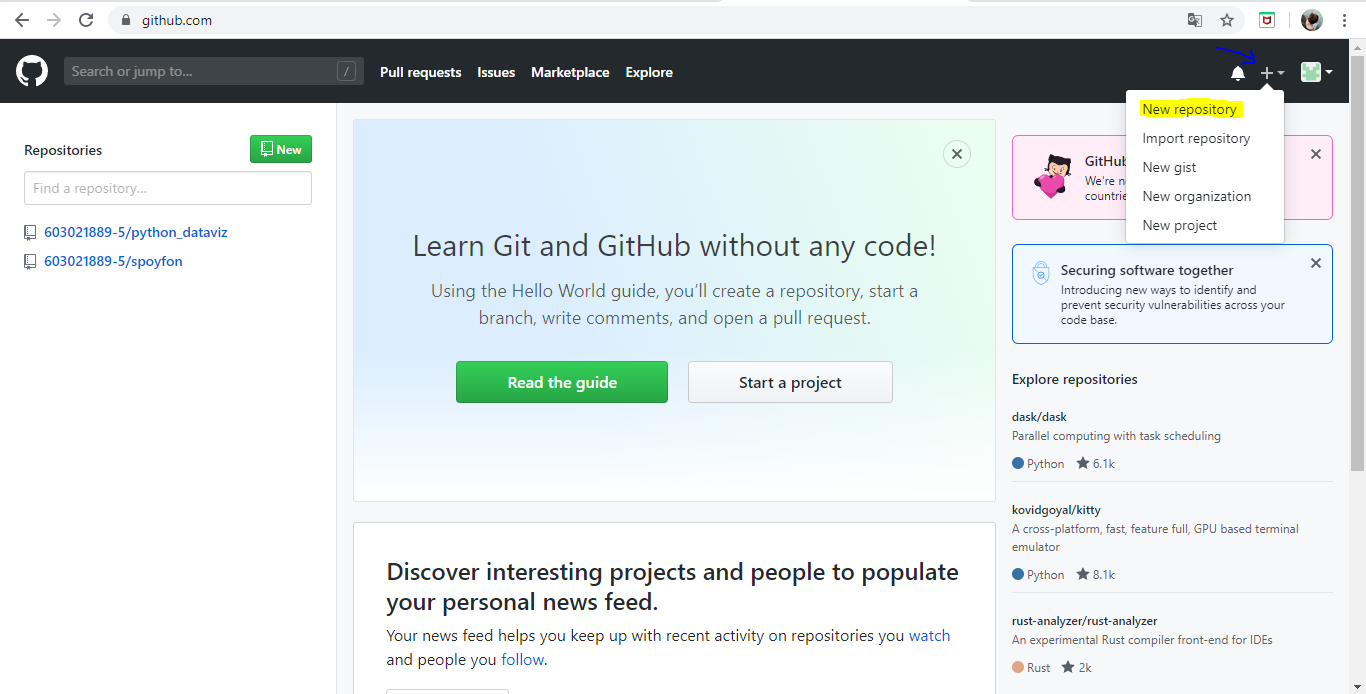 github.com
Search or jump to...
/
Pull requests
Issues
Marketplace
Explore
New repository
Import repository
New gist
New organization
New project
Repositories
New
Find a repository...
603021889-5/python_dataviz
603021889-5/spoyfon
Learn Git and GitHub without any code!
Using the Hello World guide, you’ll create a repository, start a
branch, write comments, and open a pull request.
Read the guide
Start a project
Discover interesting projects and people to populate
your personal news feed.
Your news feed helps you keep up with recent activity on repositories you watch
and people you follow.
GitHub
We're
countrie
Securing software together
Introducing new ways to identify and
prevent security vulnerabilities across your
code base.
Explore repositories
dask/dask
Parallel computing with task scheduling
Python 6.1k
kovidgoyal/kitty
A cross-platform, fast, feature full, GPU based terminal
emulator
Python 8.1k
rust-analyzer/rust-analyzer
An experimental Rust compiler front-end for IDEs
Rust 2k